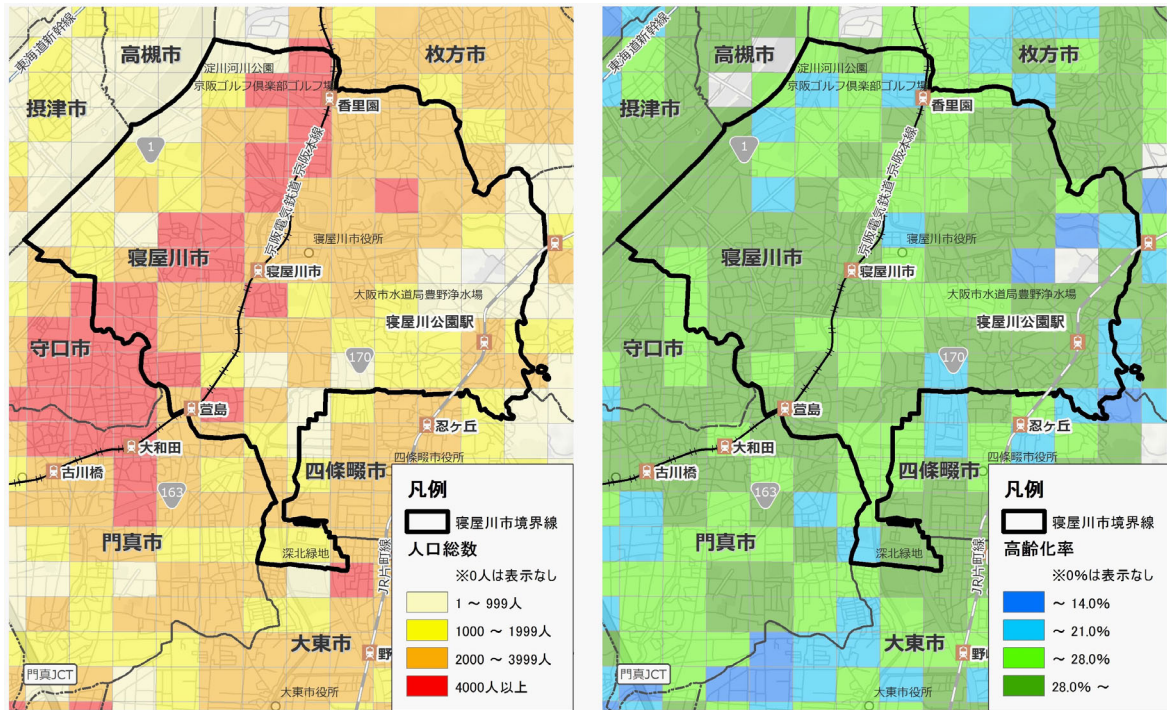 東海道新幹線
高槻市
枚方市
淀川河川公園
京阪ゴルフ倶楽部ゴルフ場
摂津市
香里園
1
京阪電気鉄道 京阪本線
寝屋川市
寝屋川市役所
寝屋川市
大阪市水道局豊野浄水場
寝屋川公園駅
守口市
170
萱島
忍ケ丘
大和田
四條畷市役所
古川橋
四條畷市
163
門真市
深北緑地
JR片町線
大東市
野
門真JCT
大東市役所
凡例
寝屋川市境界線
人口総数
※0人は表示なし
1 ～ 999人
1000 ～ 1999人
2000 ～ 3999人
4000人以上
東海道新幹線
高槻市
枚方市
淀川河川公園
京阪ゴルフ倶楽部ゴルフ場
摂津市
香里園
1
京阪電気鉄道 京阪本線
寝屋川市
寝屋川市役所
寝屋川市
大阪市水道局豊野浄水場
寝屋川公園駅
守口市
170
萱島
忍ケ丘
大和田
四條畷市役所
古川橋
四條畷市
163
門真市
深北緑地
JR片町線
大東市
野
門真JCT
大東市役所
凡例
寝屋川市境界線
高齢化率
※0%は表示なし
～ 14.0%
～ 21.0%
～ 28.0%
28.0% ～